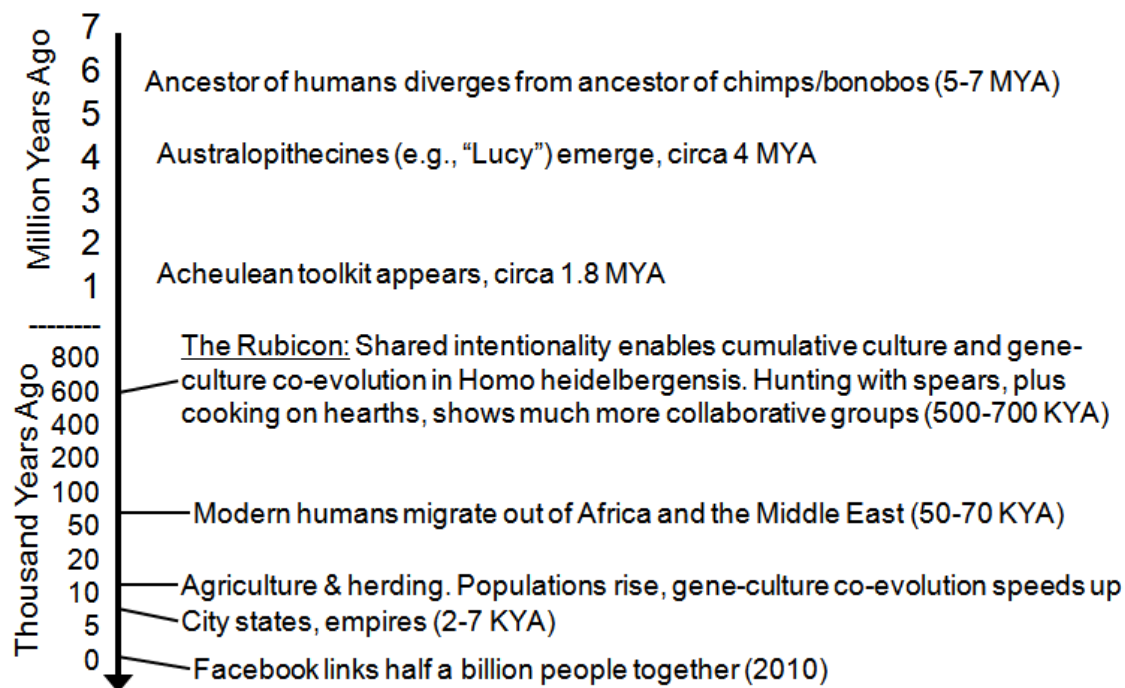 Million Years Ago
7
6
Ancestor of humans diverges from ancestor of chimps/bonobos (5-7 MYA)
5
4
Australopithecines (e.g., “Lucy”) emerge, circa 4 MYA
3
2
Acheulean toolkit appears, circa 1.8 MYA
1
--------
Thousand Years Ago
800
The Rubicon: Shared intentionality enables cumulative culture and gene-
culture co-evolution in Homo heidelbergensis. Hunting with spears, plus
cooking on hearths, shows much more collaborative groups (500-700 KYA)
600
400
200
100
Modern humans migrate out of Africa and the Middle East (50-70 KYA)
50
20
Agriculture & herding. Populations rise, gene-culture co-evolution speeds up
10
City states, empires (2-7 KYA)
5
0
Facebook links half a billion people together (2010)